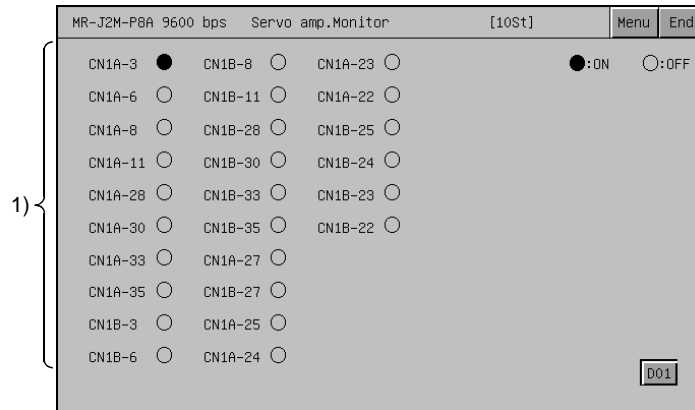 MR-J2M-P8A 9600 bps Servo amp.Monitor [10St] Menu End
CN1A-3 CN1B-8 CN1A-23 :ON :OFF
CN1A-6 CN1B-11 CN1A-22
CN1A-8 CN1B-28 CN1B-25
CN1A-11 CN1B-30 CN1B-24
CN1A-28 CN1B-33 CN1B-23
1) CN1A-30 CN1B-35 CN1B-22
CN1A-33 CN1A-27
CN1A-35 CN1B-27
CN1B-3 CN1A-25
CN1B-6 CN1A-24
DO1